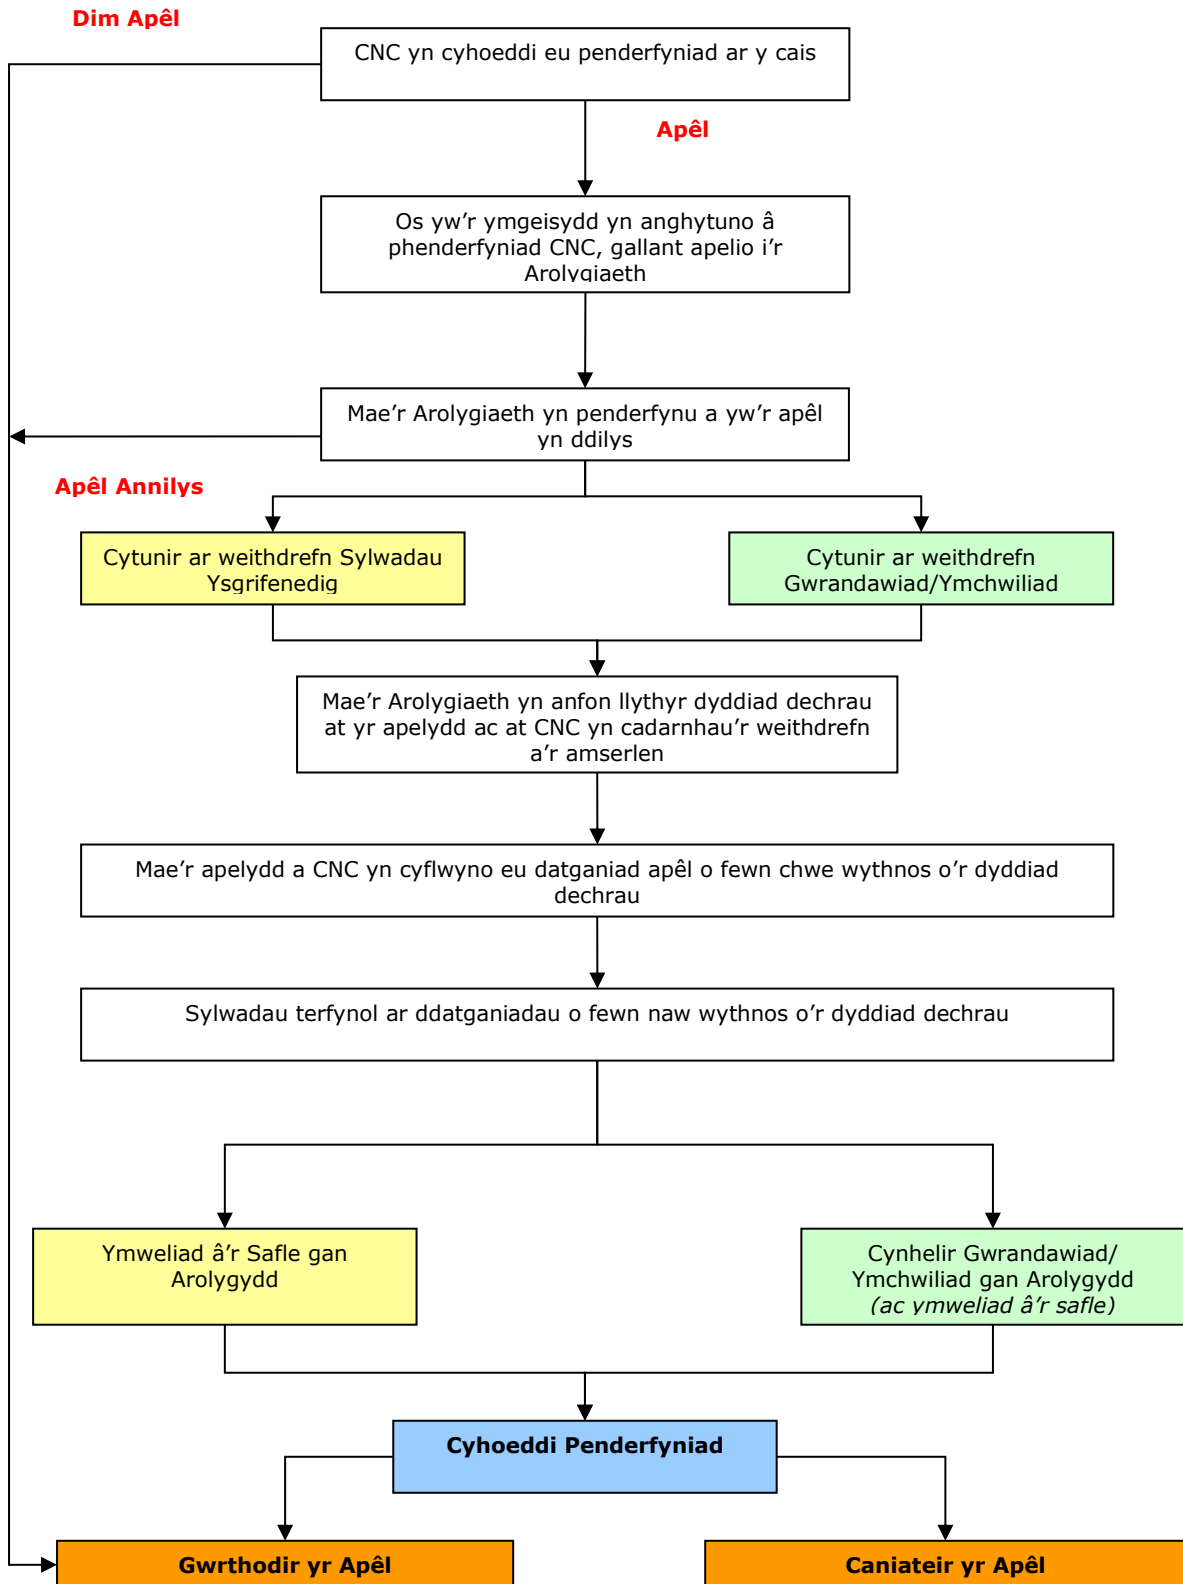 Dim Apêl
CNC yn cyhoeddi eu penderfyniad ar y cais
Apêl
Os yw’r ymgeisydd yn anghytuno â
phenderfyniad CNC, gallant apelio i’r
Arolygiaeth
Mae’r Arolygiaeth yn penderfynu a yw’r apêl
yn ddilys
Apêl Annilys
Cytunir ar weithdrefn Sylwadau
Ysgrifenedig
Cytunir ar weithdrefn
Gwrandawiad/Ymchwiliad
Mae’r Arolygiaeth yn anfon llythyr dyddiad dechrau
at yr apelydd ac at CNC yn cadarnhau’r weithdrefn
a’r amserlen
Mae’r apelydd a CNC yn cyflwyno eu datganiad apêl o fewn chwe wythnos o’r dyddiad
dechrau
Sylwadau terfynol ar ddatganiadau o fewn naw wythnos o’r dyddiad dechrau
Ymweliad â’r Safle gan
Arolygydd
Cynhelir Gwrandawiad/
Ymchwiliad gan Arolygydd
(ac ymweliad â’r safle)
Cyhoeddi Penderfyniad
Gwrthodir yr Apêl
Caniateir yr Apêl